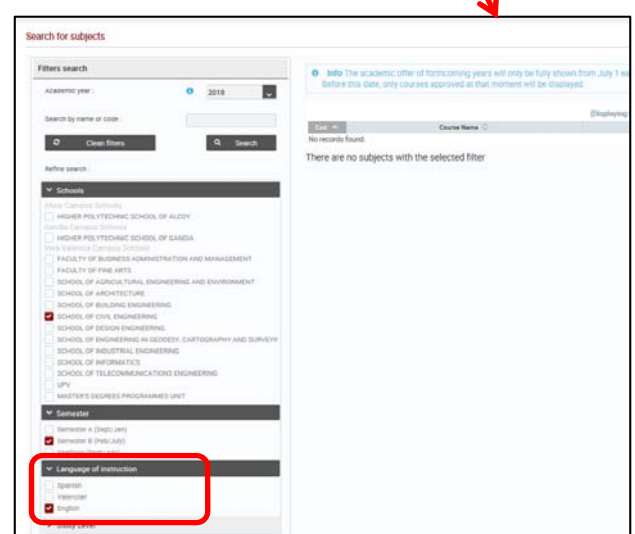 Search for subjects
Filters search
Academic year :
2018
Search by name or code :
Clean filters
Search
Refine search :
Schools
Alcoy Campus Schools
HIGHER POLYTECHNIC SCHOOL OF ALCOY
Gandia Campus Schools
HIGHER POLYTECHNIC SCHOOL OF GANDIA
Vera Valencia Campus Schools
FACULTY OF BUSINESS ADMINISTRATION AND MANAGEMENT
FACULTY OF FINE ARTS
SCHOOL OF AGRICULTURAL ENGINEERING AND ENVIRONMENT
SCHOOL OF ARCHITECTURE
SCHOOL OF BUILDING ENGINEERING
SCHOOL OF CIVIL ENGINEERING
SCHOOL OF DESIGN ENGINEERING
SCHOOL OF ENGINEERING IN GEODESY, CARTOGRAPHY AND SURVEYIN
SCHOOL OF INDUSTRIAL ENGINEERING
SCHOOL OF INFORMATICS
SCHOOL OF TELECOMMUNICATIONS ENGINEERING
UPV
MASTER'S DEGREES PROGRAMMES UNIT
Semester
Semester A (Sept/Jan)
Semester B (Feb/July)
Language of instruction
Spanish
Valencian
English
Study Level
Info The academic offer of forthcoming years will only be fully shown from July 1
Before this date, only courses approved at that moment will be displayed.
(Displaying
Course Name
No records found.
There are no subjects with the selected filter